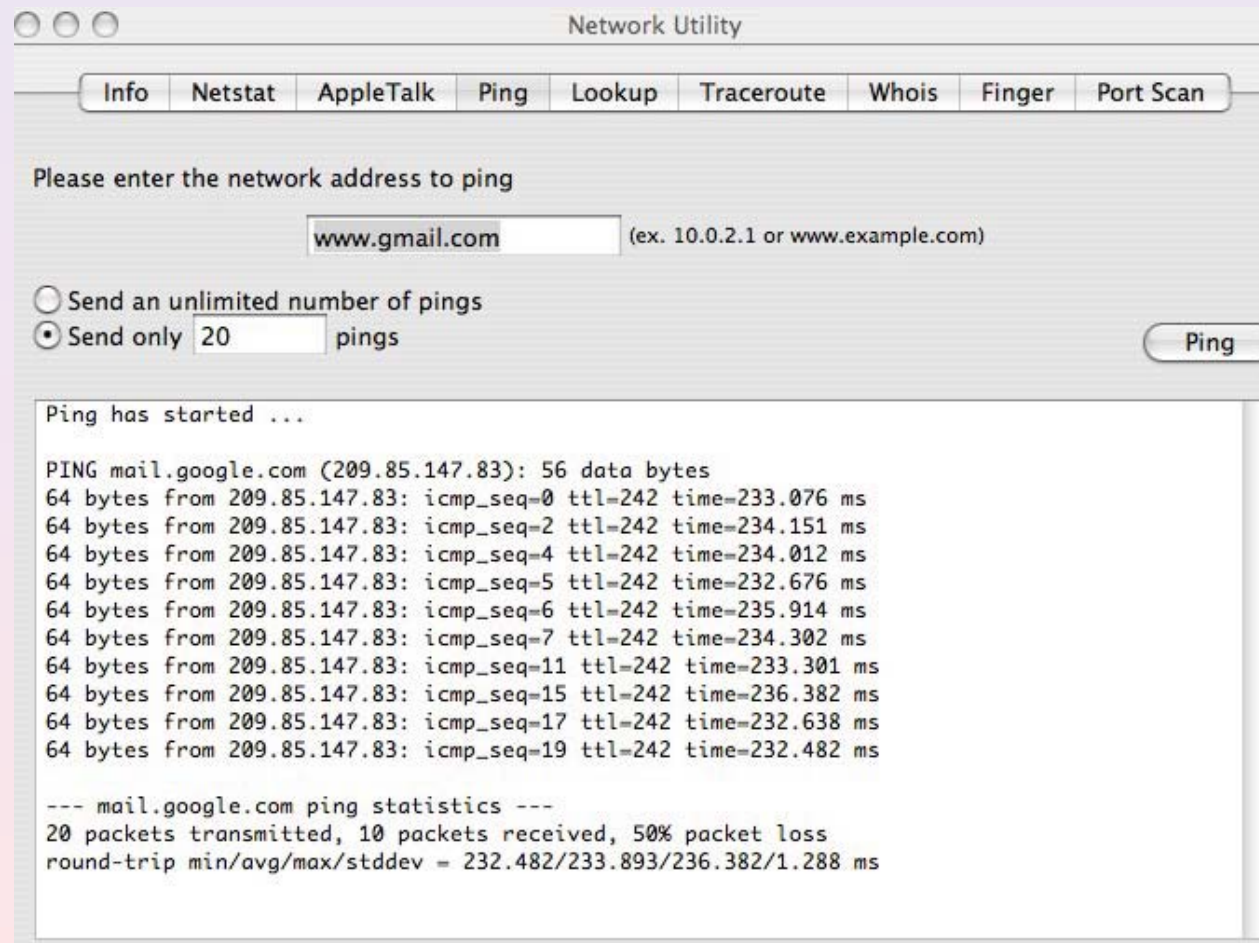 Network Utility
Info Netstat AppleTalk Ping Lookup Traceroute Whois Finger Port Scan
Please enter the network address to ping
www.gmail.com (ex. 10.0.2.1 or www.example.com)
Send an unlimited number of pings
Send only 20 pings
Ping
Ping has started ...
PING mail.google.com (209.85.147.83): 56 data bytes
64 bytes from 209.85.147.83: icmp_seq=0 ttl=242 time=233.076 ms
64 bytes from 209.85.147.83: icmp_seq=2 ttl=242 time=234.151 ms
64 bytes from 209.85.147.83: icmp_seq=4 ttl=242 time=234.012 ms
64 bytes from 209.85.147.83: icmp_seq=5 ttl=242 time=232.676 ms
64 bytes from 209.85.147.83: icmp_seq=6 ttl=242 time=235.914 ms
64 bytes from 209.85.147.83: icmp_seq=7 ttl=242 time=234.302 ms
64 bytes from 209.85.147.83: icmp_seq=11 ttl=242 time=233.301 ms
64 bytes from 209.85.147.83: icmp_seq=15 ttl=242 time=236.382 ms
64 bytes from 209.85.147.83: icmp_seq=17 ttl=242 time=232.638 ms
64 bytes from 209.85.147.83: icmp_seq=19 ttl=242 time=232.482 ms
--- mail.google.com ping statistics ---
20 packets transmitted, 10 packets received, 50% packet loss
round-trip min/avg/max/stddev = 232.482/233.893/236.382/1.288 ms